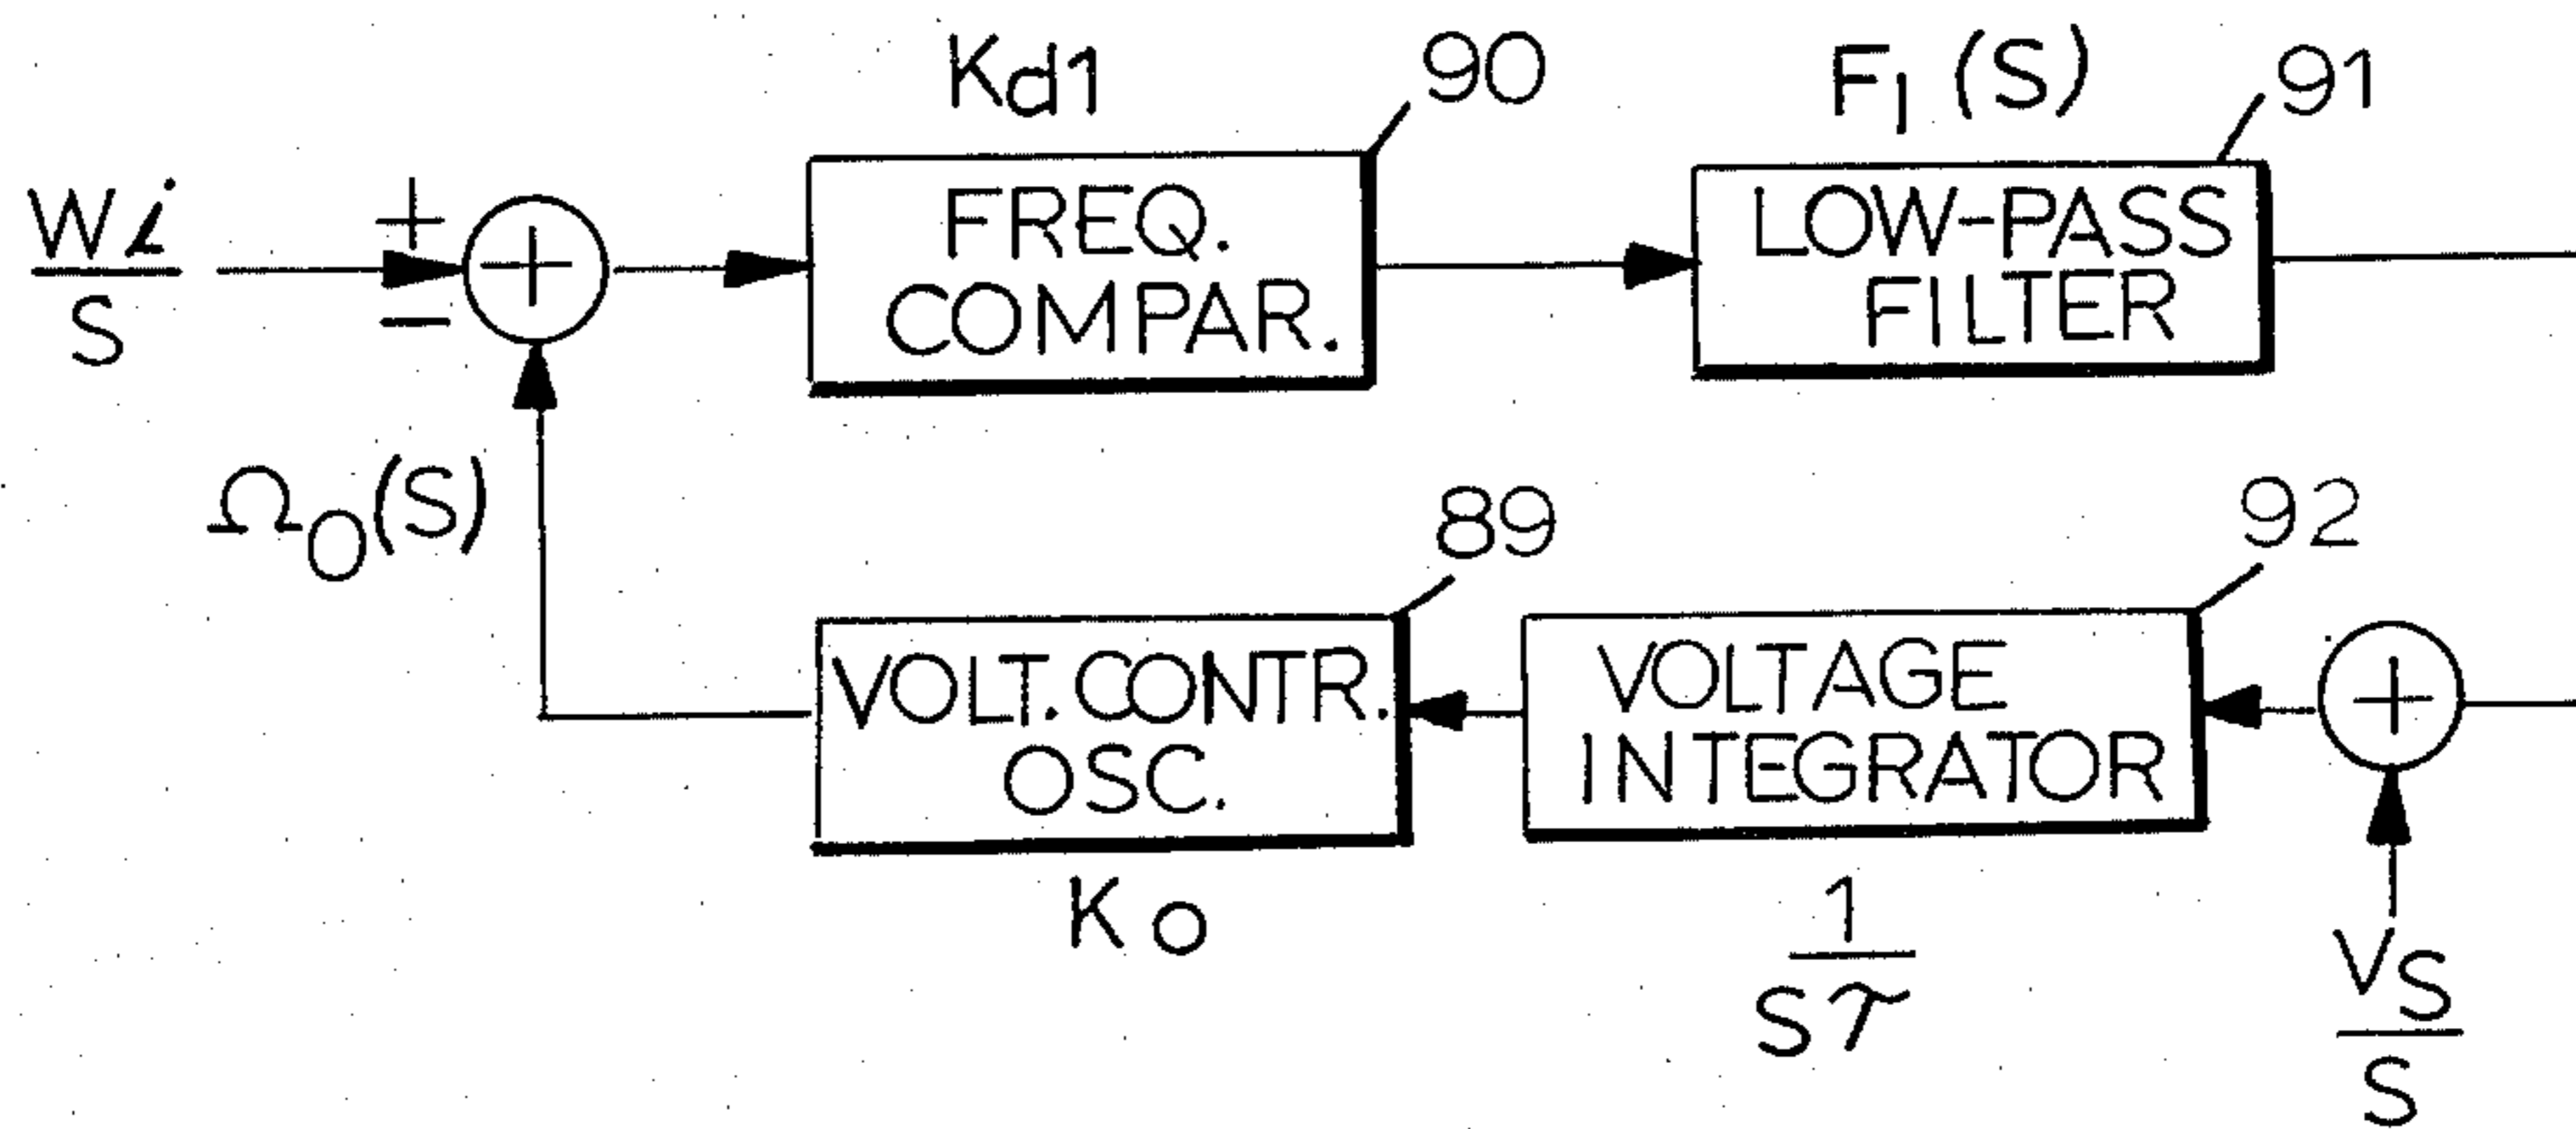 Kd1
90
F1 (S)
91
Wi
S
+
−
+
FREQ.
COMPAR.
LOW-PASS
FILTER
Ωo(S)
89
92
VOLT. CONTR.
OSC.
VOLTAGE
INTEGRATOR
+
Ko
1
Sτ
VS
S